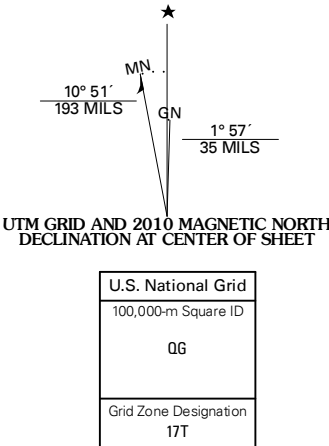 MN
10° 51´
193 MILS
GN
1° 57´
35 MILS
UTM GRID AND 2010 MAGNETIC NORTH
DECLINATION AT CENTER OF SHEET
U.S. National Grid
100,000-m Square ID
QG
Grid Zone Designation
17T